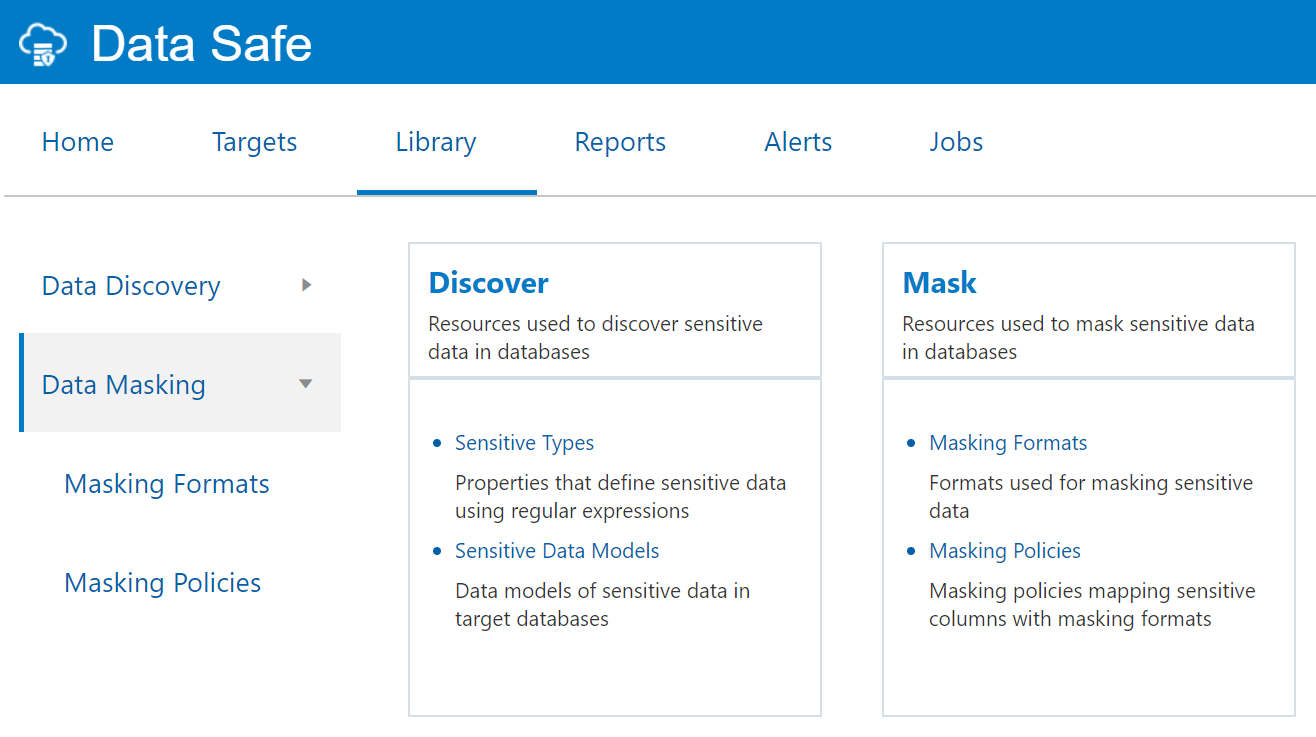 Data Safe
Home Targets Library Reports Alerts Jobs
Data Discovery
Data Masking
Masking Formats
Masking Policies
Discover
Resources used to discover sensitive
data in databases
Sensitive Types
Properties that define sensitive data
using regular expressions
Sensitive Data Models
Data models of sensitive data in
target databases
Mask
Resources used to mask sensitive data
in databases
Masking Formats
Formats used for masking sensitive
data
Masking Policies
Masking policies mapping sensitive
columns with masking formats